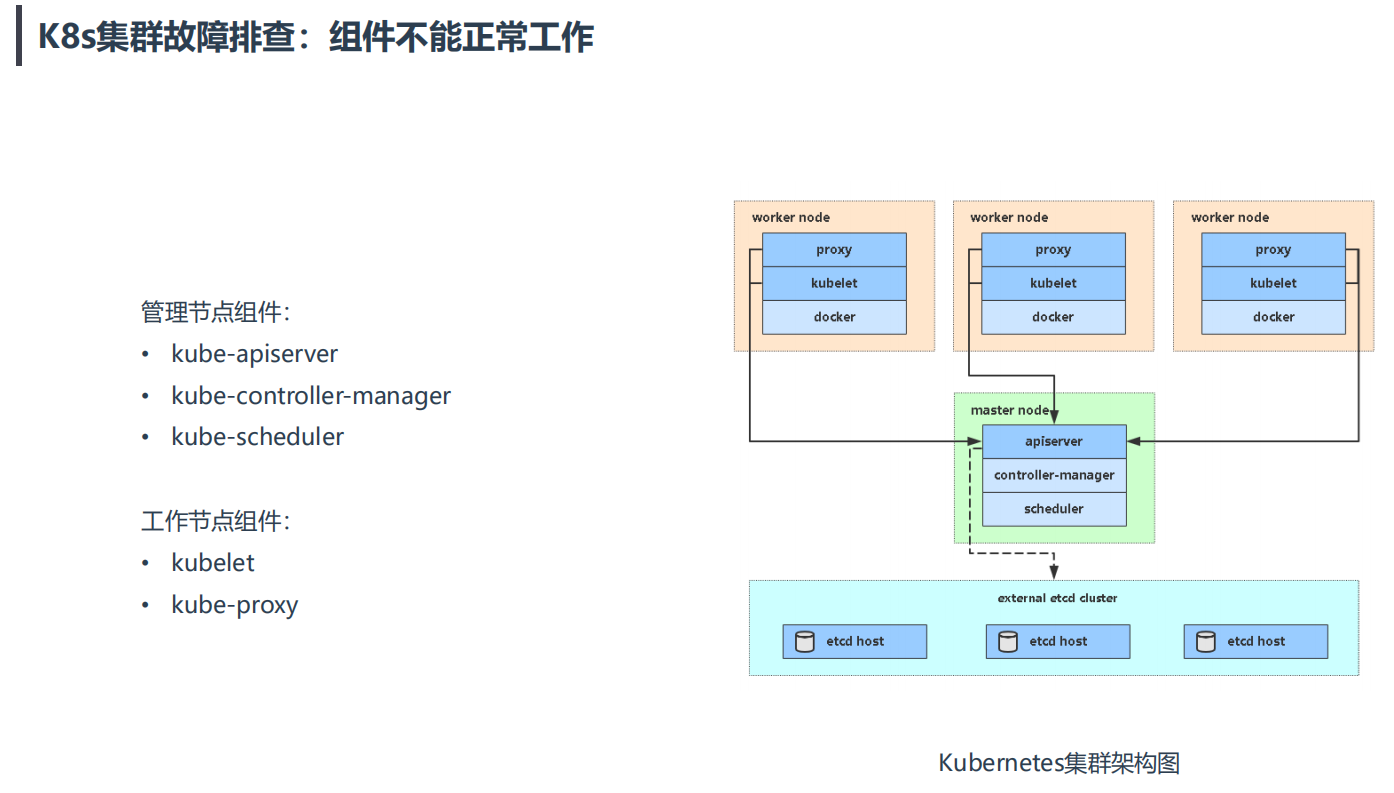 K8s集群故障排查：组件不能正常工作
管理节点组件：
• kube-apiserver
• kube-controller-manager
• kube-scheduler
工作节点组件：
• kubelet
• kube-proxy
worker node
proxy
kubelet
docker
worker node
proxy
kubelet
docker
worker node
proxy
kubelet
docker
master node
apiserver
controller-manager
scheduler
external etcd cluster
etcd host
etcd host
etcd host
Kubernetes集群架构图